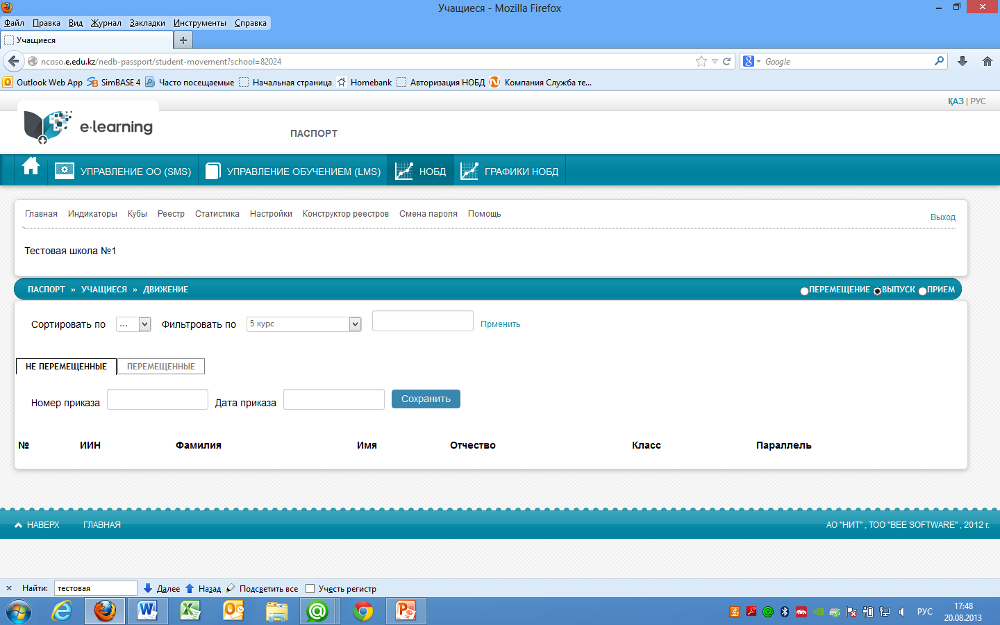 Учащиеся - Mozilla Firefox
Файл Правка Вид Журнал Закладки Инструменты Справка
Учащиеся
ncoso.e.edu.kz/nedb-passport/student-movement?school=82024
Google
Outlook Web App SimBASE 4 Часто посещаемые Начальная страница Homebank Авторизация НОБД Компания Служба те...
ҚАЗ | РУС
e-learning
ПАСПОРТ
УПРАВЛЕНИЕ ОО (SMS) УПРАВЛЕНИЕ ОБУЧЕНИЕМ (LMS) НОБД ГРАФИКИ НОБД
Главная Индикаторы Кубы Реестр Статистика Настройки Конструктор реестров Смена пароля Помощь
Выход
Тестовая школа №1
ПАСПОРТ » УЧАЩИЕСЯ » ДВИЖЕНИЕ ПЕРЕМЕЩЕНИЕ ВЫПУСК ПРИЕМ
Сортировать по ... Фильтровать по 5 курс Прменить
НЕ ПЕРЕМЕЩЕННЫЕ ПЕРЕМЕЩЕННЫЕ
Номер приказа Дата приказа Сохранить
№ ИИН Фамилия Имя Отчество Класс Параллель
НАВЕРХ ГЛАВНАЯ АО "НИТ" , ТОО "BEE SOFTWARE" , 2012 г.
× Найти: тестовая Далее Назад Подсветить все Учесть регистр
РУС
17:48
20.08.2013